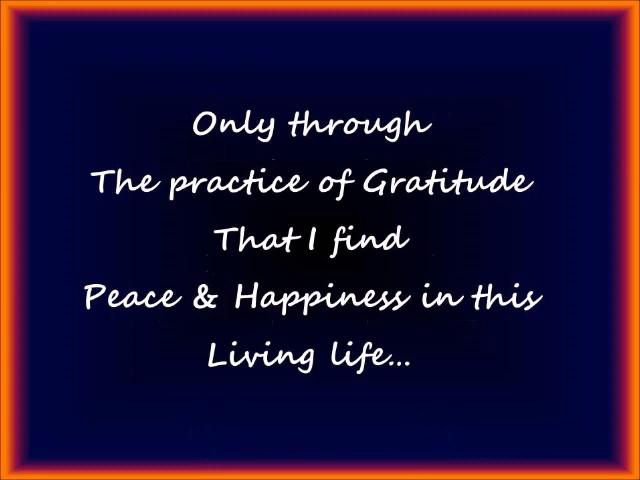 Only through
The practice of Gratitude
That I find
Peace & Happiness in this
Living life...